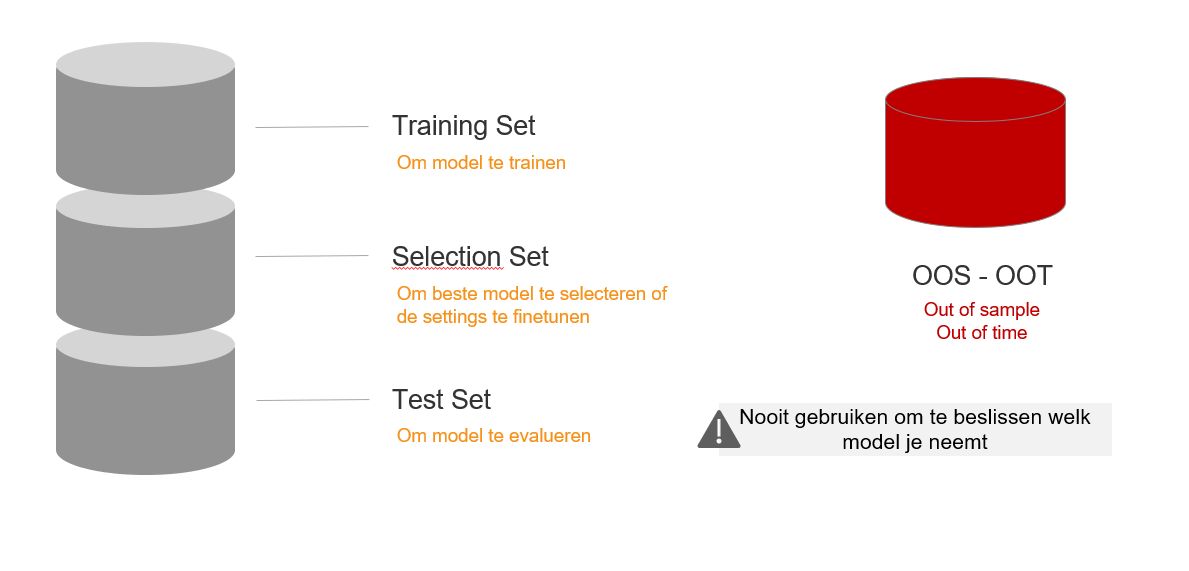 Training Set
Om model te trainen
Selection Set
Om beste model te selecteren of
de settings te finetunen
Test Set
Om model te evalueren
OOS - OOT
Out of sample
Out of time
Nooit gebruiken om te beslissen welk
model je neemt